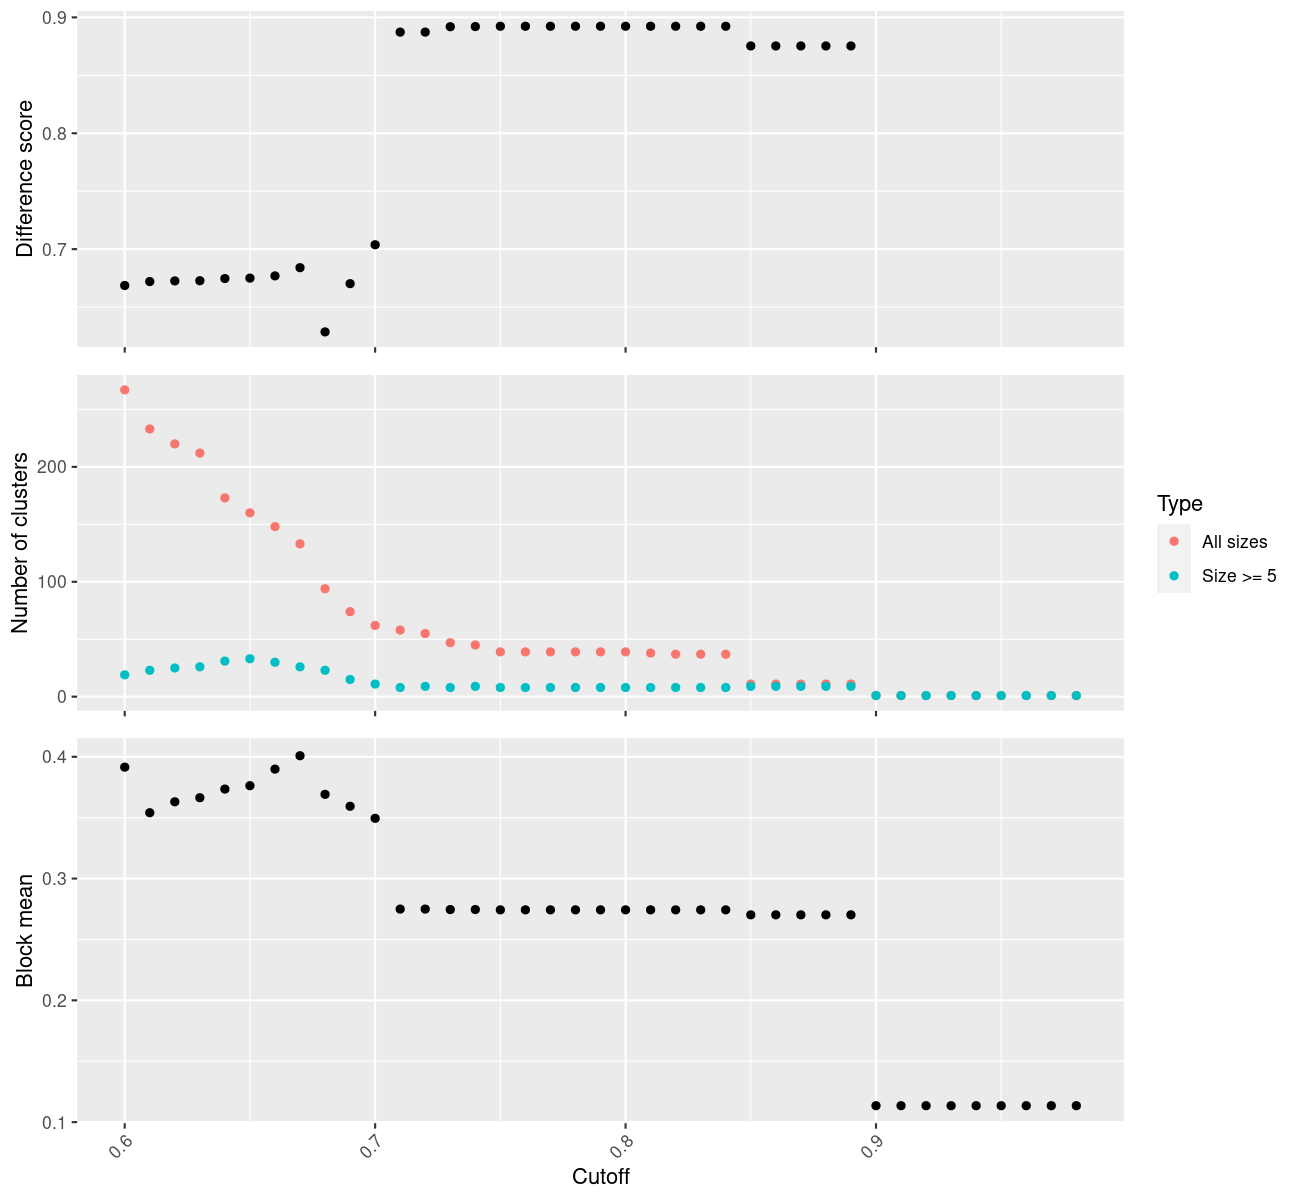 0.9
0.8
0.7
Difference score
200
100
0
Number of clusters
Type
All sizes
Size >= 5
0.4
0.3
0.2
0.1
Block mean
0.6
0.7
0.8
0.9
Cutoff